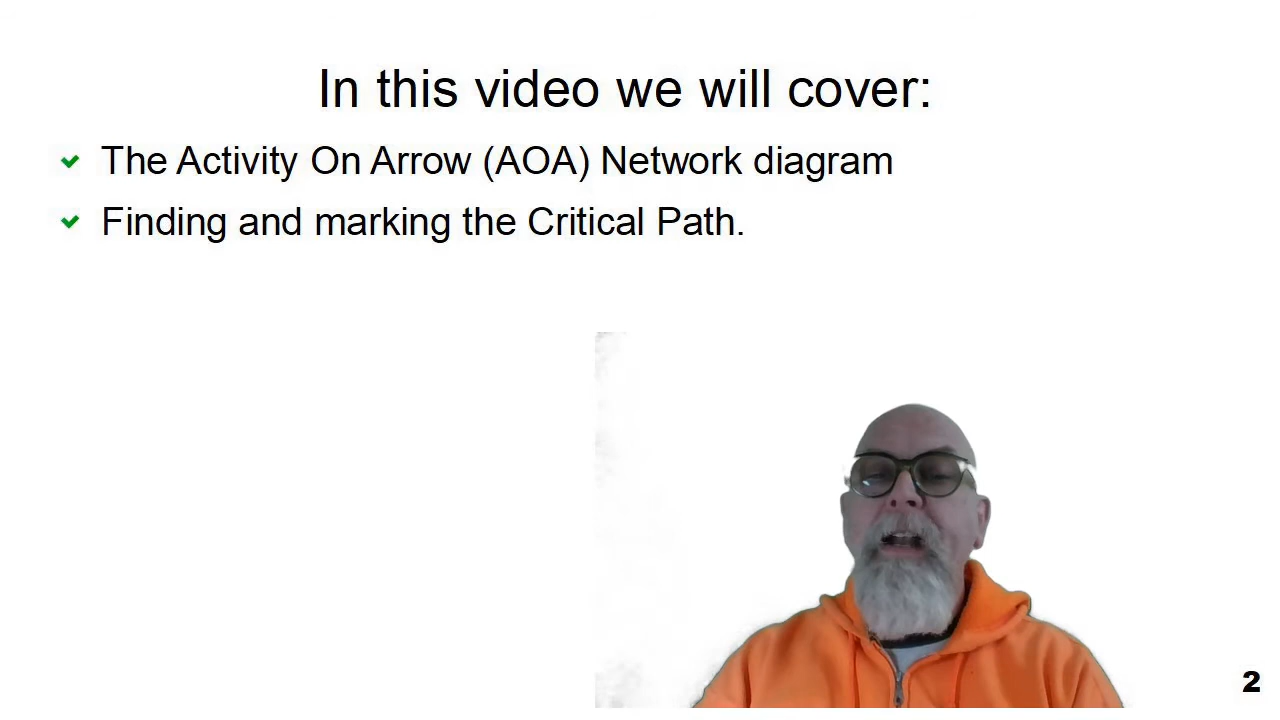 In this video we will cover:
The Activity On Arrow (AOA) Network diagram
Finding and marking the Critical Path.
2